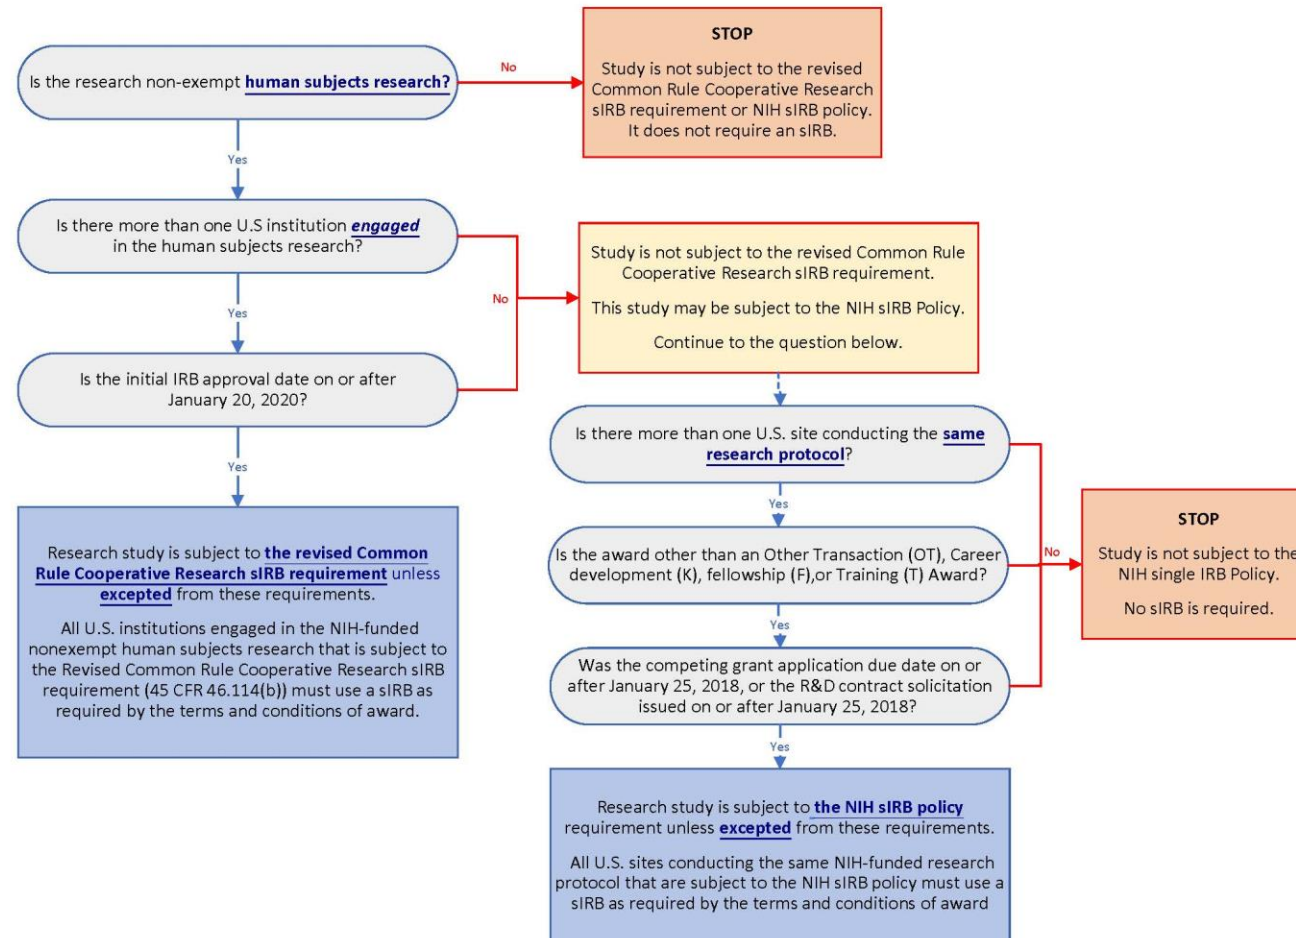 Is the research non-exempt human subjects research?
No
STOP
Study is not subject to the revised
Common Rule Cooperative Research
sIRB requirement or NIH sIRB policy.
It does not require an sIRB.
Yes
Is there more than one U.S institution engaged
in the human subjects research?
Yes
No
Is the initial IRB approval date on or after
January 20, 2020?
Yes
Research study is subject to the revised Common
Rule Cooperative Research sIRB requirement unless
excepted from these requirements.
All U.S. institutions engaged in the NIH-funded
nonexempt human subjects research that is subject to
the Revised Common Rule Cooperative Research sIRB
requirement (45 CFR 46.114(b)) must use a sIRB as
required by the terms and conditions of award.
Study is not subject to the revised Common Rule
Cooperative Research sIRB requirement.
This study may be subject to the NIH sIRB Policy.
Continue to the question below.
Is there more than one U.S. site conducting the same
research protocol?
Yes
Is the award other than an Other Transaction (OT), Career
development (K), fellowship (F),or Training (T) Award?
No
STOP
Study is not subject to the
NIH single IRB Policy.
No sIRB is required.
Yes
Was the competing grant application due date on or
after January 25, 2018, or the R&D contract solicitation
issued on or after January 25, 2018?
Yes
Research study is subject to the NIH sIRB policy
requirement unless excepted from these requirements.
All U.S. sites conducting the same NIH-funded research
protocol that are subject to the NIH sIRB policy must use a
sIRB as required by the terms and conditions of award